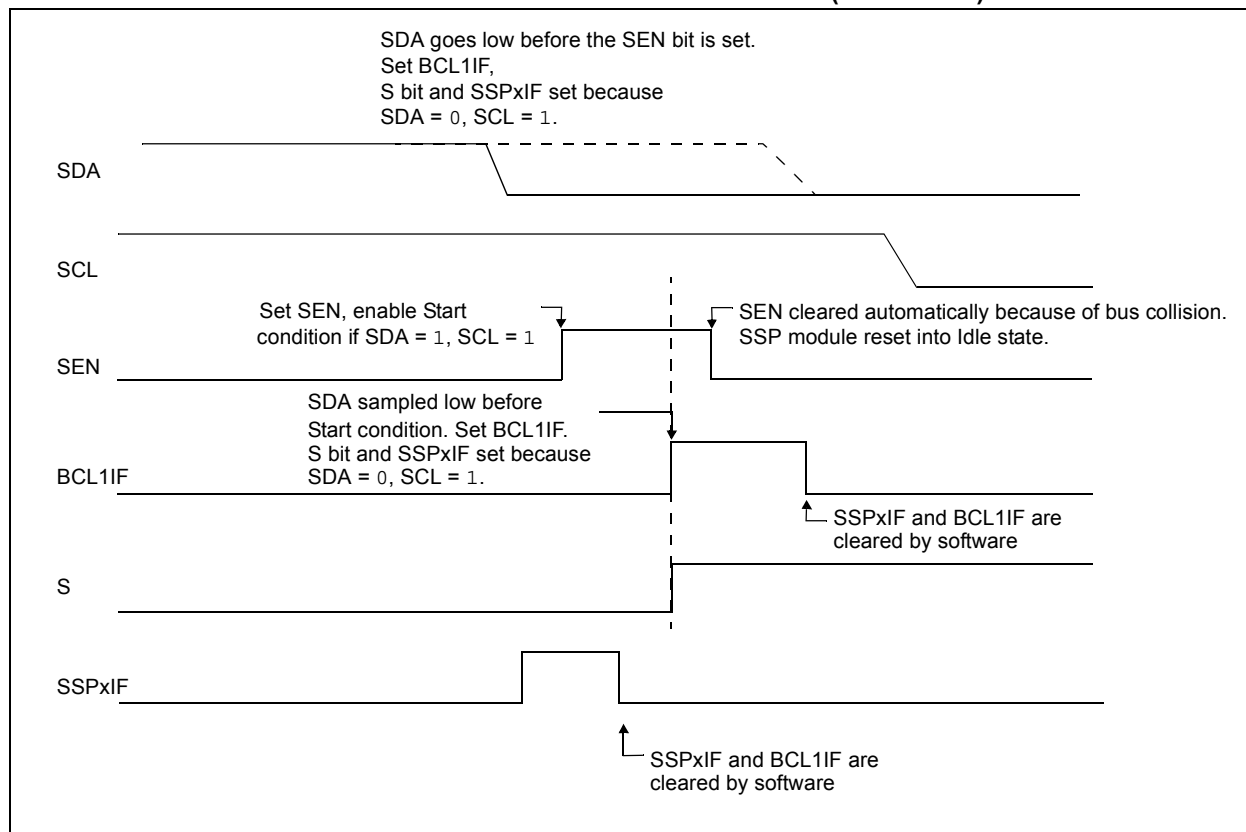 SDA goes low before the SEN bit is set.
Set BCL1IF,
S bit and SSPxIF set because
SDA = 0, SCL = 1.
SDA
SCL
Set SEN, enable Start
condition if SDA = 1, SCL = 1
SEN cleared automatically because of bus collision.
SSP module reset into Idle state.
SEN
SDA sampled low before
Start condition. Set BCL1IF.
S bit and SSPxIF set because
SDA = 0, SCL = 1.
BCL1IF
SSPxIF and BCL1IF are
cleared by software
S
SSPxIF
SSPxIF and BCL1IF are
cleared by software